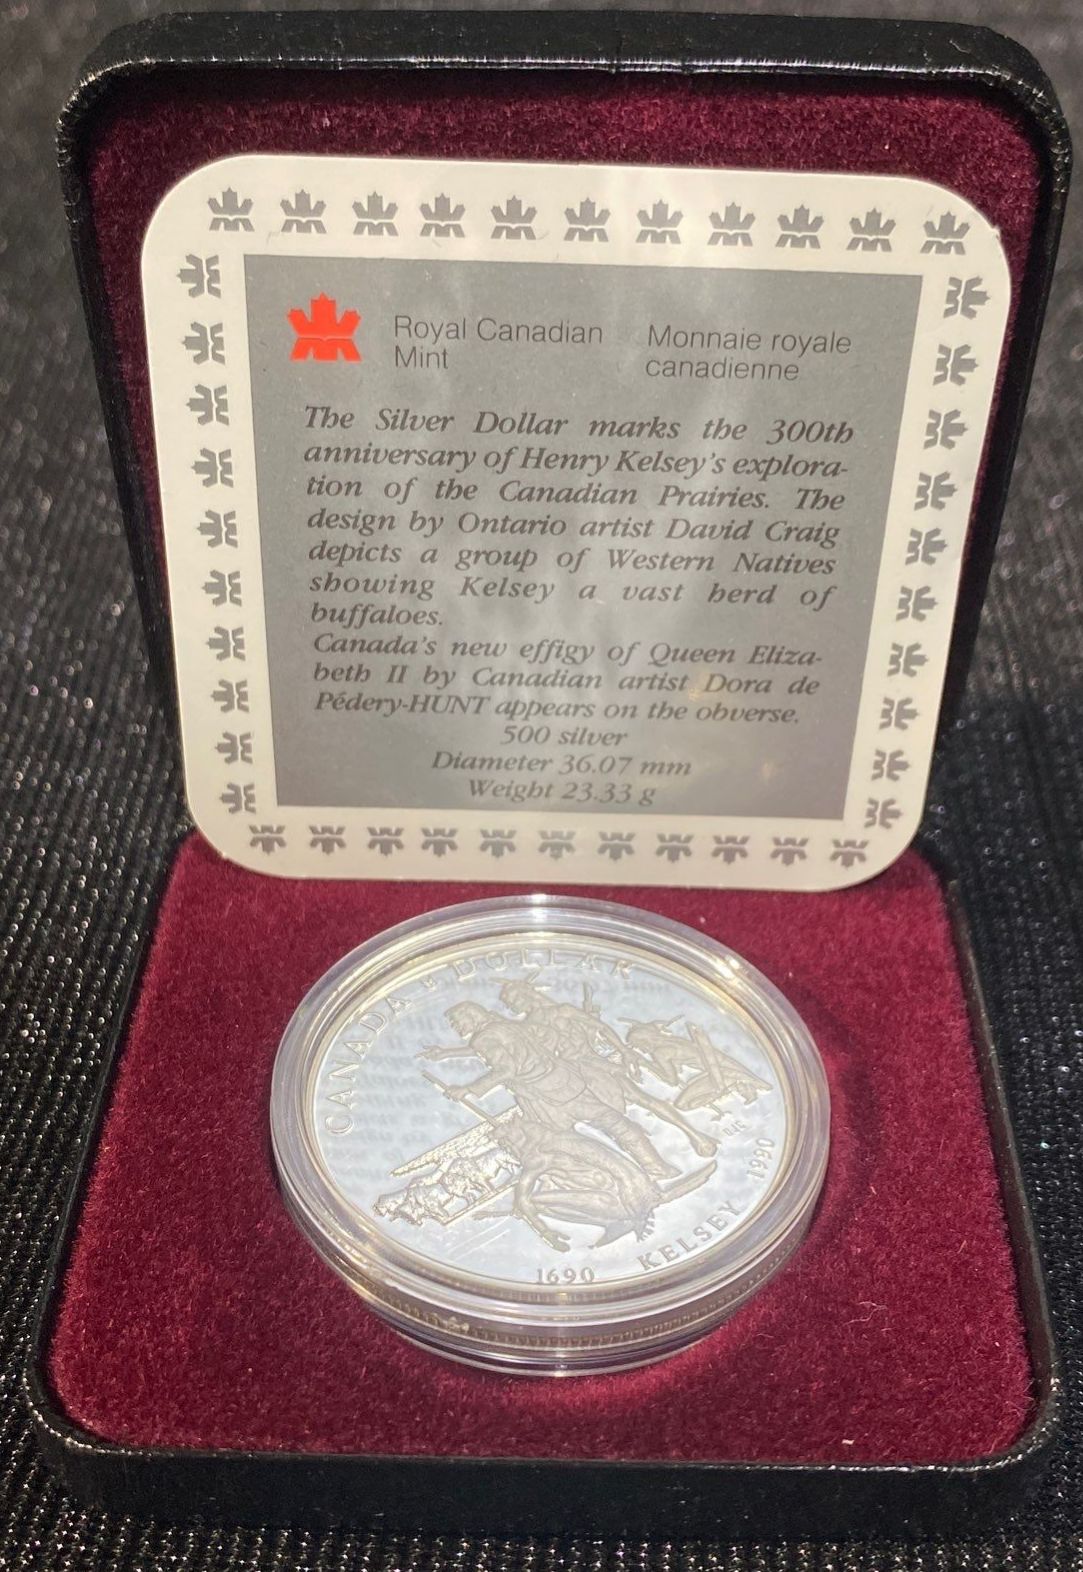 Royal Canadian Mint
Monnaie royale canadienne
The Silver Dollar marks the 300th
anniversary of Henry Kelsey's explora-
tion of the Canadian Prairies. The
design by Ontario artist David Craig
depicts a group of Western Natives
showing Kelsey a vast herd of
buffaloes.
Canada's new effigy of Queen Eliza-
beth II by Canadian artist Dora de
Pédery-HUNT appears on the obverse.
500 silver
Diameter 36.07 mm
Weight 23.33 g
CANADA DOLLAR
1690 KELSEY 1990